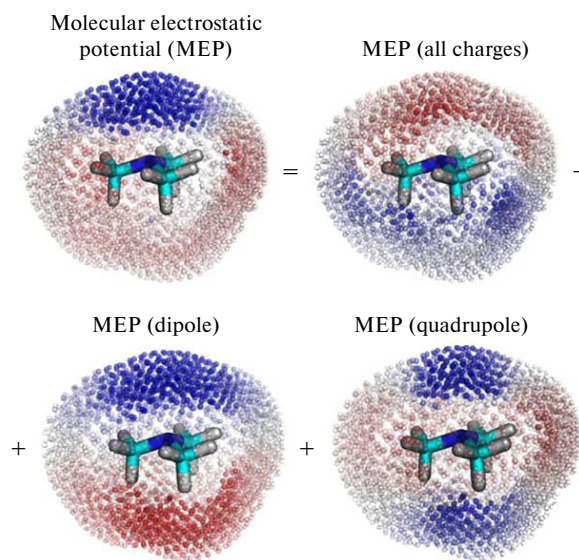 Molecular electrostatic
potential (MEP)
MEP (all charges)
=
MEP (dipole)
MEP (quadrupole)
+
+